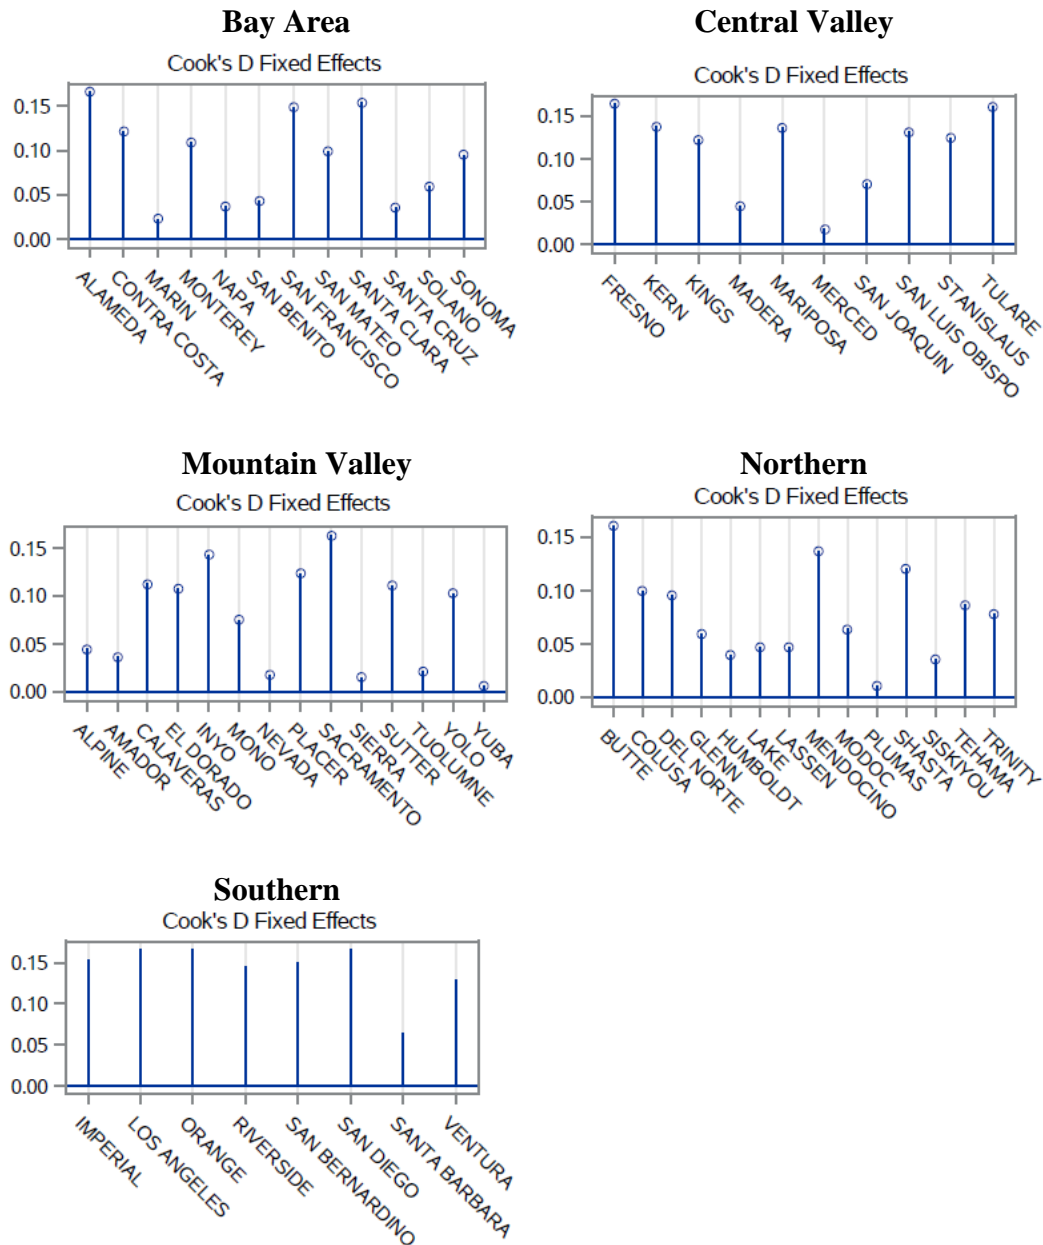 Bay Area
Cook's D Fixed Effects
0.15
0.10
0.05
0.00
ALAMEDA
CONTRA COSTA
MARIN
MONTEREY
NAPA
SAN BENITO
SAN FRANCISCO
SAN MATEO
SANTA CLARA
SANTA CRUZ
SOLANO
SONOMA
Central Valley
Cook's D Fixed Effects
0.15
0.10
0.05
0.00
FRESNO
KERN
KINGS
MADERA
MARIPOSA
MERCED
SAN JOAQUIN
SAN LUIS OBISPO
STANISLAUS
TULARE
Mountain Valley
Cook's D Fixed Effects
0.15
0.10
0.05
0.00
ALPINE
AMADOR
CALAVERAS
EL DORADO
INYO
MONO
NEVADA
PLACER
SACRAMENTO
SIERRA
SUTTER
TUOLUMNE
YOLO
YUBA
Northern
Cook's D Fixed Effects
0.15
0.10
0.05
0.00
BUTTE
COLUSA
DEL NORTE
GLENN
HUMBOLDT
LAKE
LASSEN
MENDOCINO
MODOC
PLUMAS
SHASTA
SISKIYOU
TEHAMA
TRINITY
Southern
Cook's D Fixed Effects
0.15
0.10
0.05
0.00
IMPERIAL
LOS ANGELES
ORANGE
RIVERSIDE
SAN BERNARDINO
SAN DIEGO
SANTA BARBARA
VENTURA